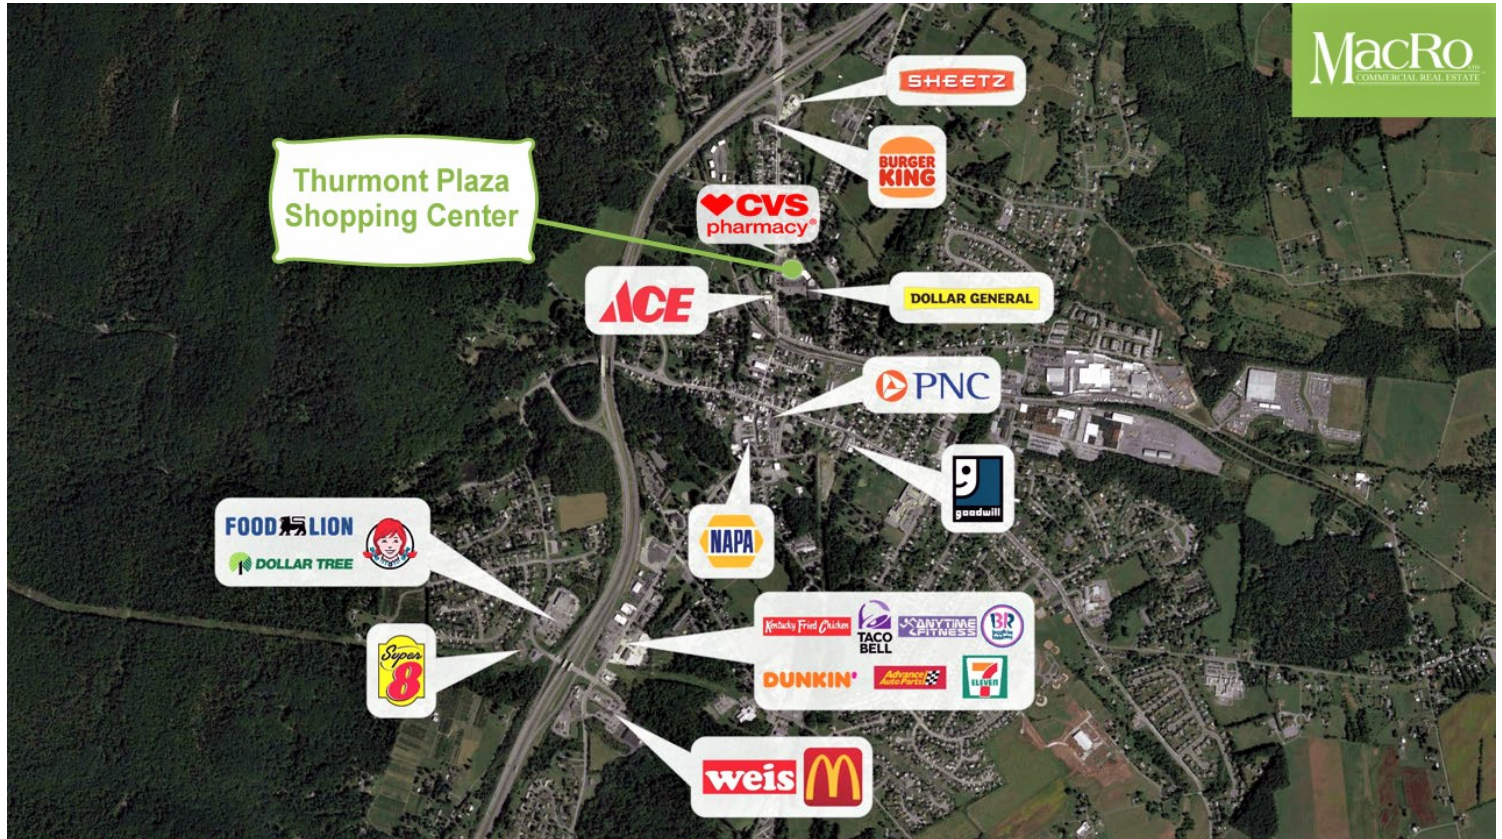 MACRO
LTD.
COMMERCIAL REAL ESTATE
SHEETZ
BURGER
KING
Thurmont Plaza
Shopping Center
CVS
pharmacy®
ACE
DOLLAR GENERAL
PNC
goodwill
NAPA
FOOD LION
DOLLAR TREE
Super
8
Kentucky Fried Chicken
TACO
BELL
ANYTIME
FITNESS
BR
DUNKIN'
Advance
Auto Parts
7
ELEVEN
weis
M